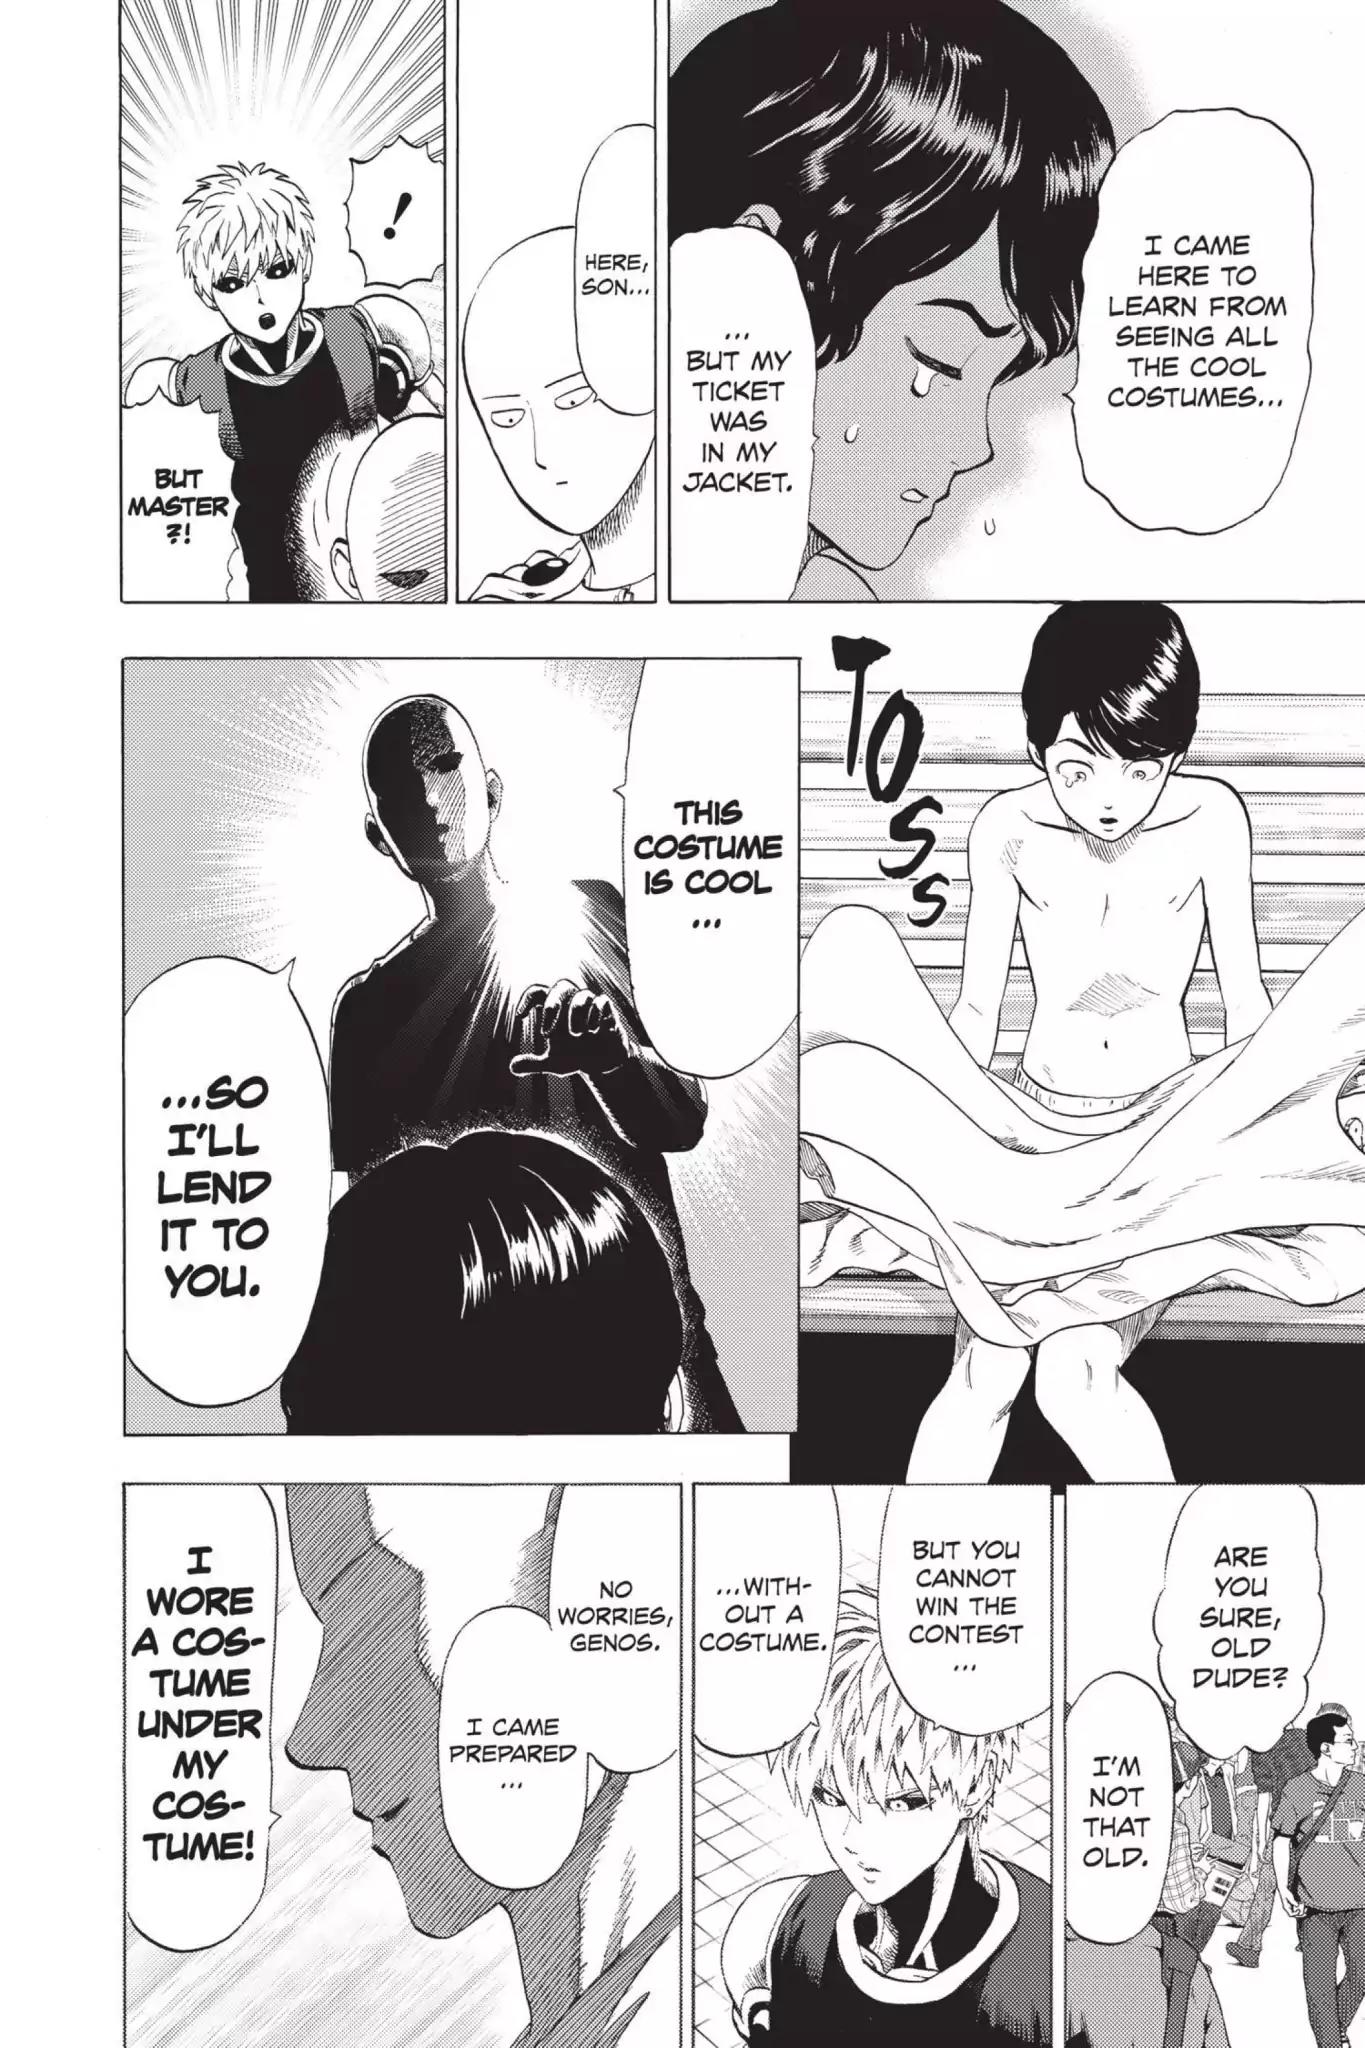 I CAME
HERE TO
LEARN FROM
SEEING ALL
THE COOL
COSTUMES...
...
BUT MY
TICKET
WAS
IN MY
JACKET.
HERE,
SON...
!
BUT
MASTER
?!
TOSS
THIS
COSTUME
IS COOL
...
...SO
I'LL
LEND
IT TO
YOU.
ARE
YOU
SURE,
OLD
DUDE?
I'M
NOT
THAT
OLD.
BUT YOU
CANNOT
WIN THE
CONTEST
...
...WITH-
OUT A
COSTUME.
NO
WORRIES,
GENOS.
I CAME
PREPARED
...
I
WORE
A COS-
TUME
UNDER
MY
COS-
TUME!